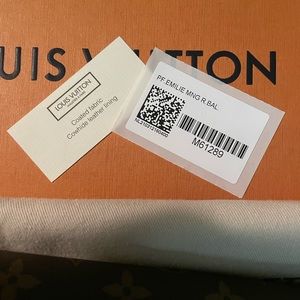 LOUIS VUITTON
LOUIS VUITTON
Coated fabric
Cowhide leather lining
PF.EMILIE MNG R.BAL.
M61289